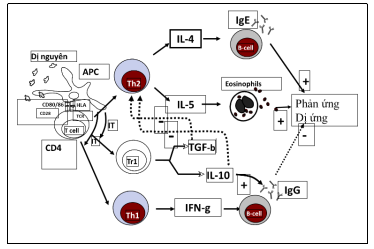 IgE
IL-4
B-cell
Dị nguyên
APC
Th2
CD80/86
HLA
CD28
TCR
T cell
IT
IT
CD4
IL-5
Eosinophils
+
+
Phản ứng
Dị ứng
-
-
-
TGF-b
Tr1
IL-10
+
IgG
Th1
IFN-g
B-cell